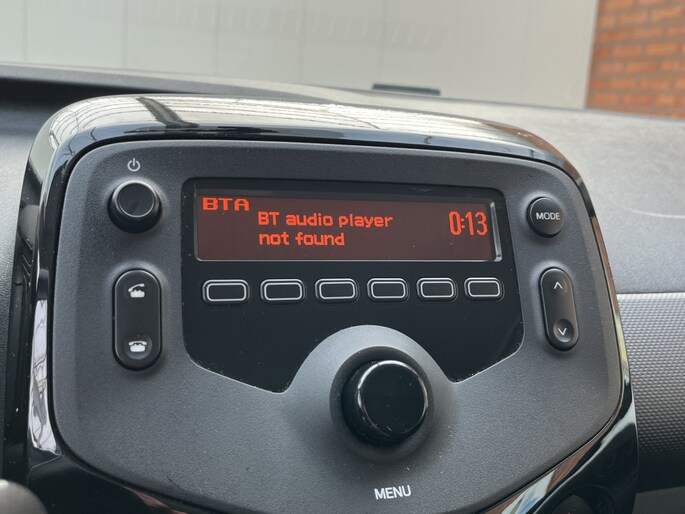 BTA
BT audio player
not found
0:13
MODE
MENU